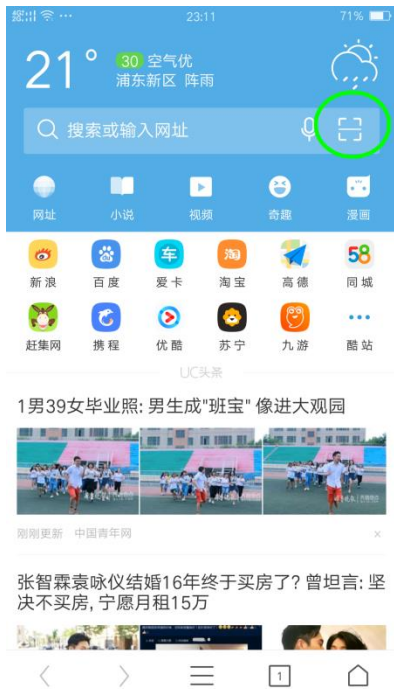 23:11
71%
21°
30 空气优
浦东新区 阵雨
搜索或输入网址
网址 小说 视频 奇趣 漫画
新浪 百度 爱卡 淘宝 高德 同城
赶集网 携程 优酷 苏宁 九游 酷站
UC头条
1男39女毕业照: 男生成"班宝" 像进大观园
刚刚更新 中国青年网
张智霖袁咏仪结婚16年终于买房了? 曾坦言: 坚
决不买房, 宁愿月租15万
1